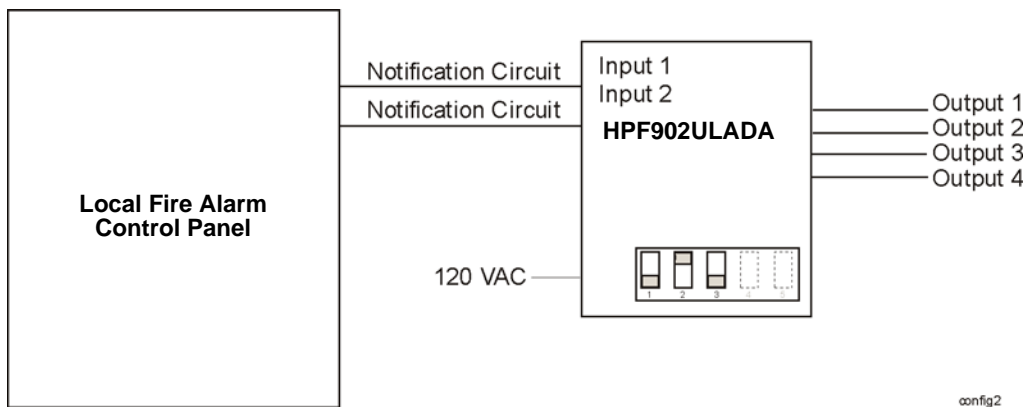 Local Fire Alarm
Control Panel
Notification Circuit
Notification Circuit
Input 1
Input 2
HPF902ULADA
Output 1
Output 2
Output 3
Output 4
120 VAC
1 2 3 4 5
config2